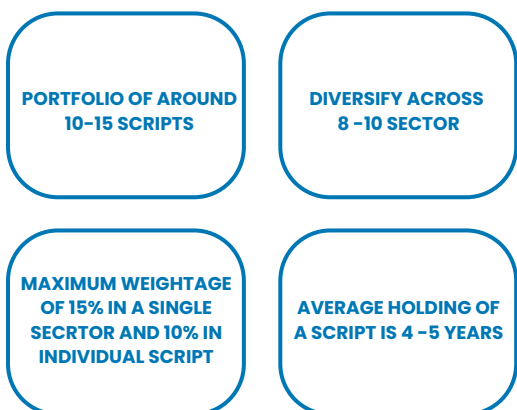 PORTFOLIO OF AROUND
10-15 SCRIPTS
DIVERSIFY ACROSS
8 -10 SECTOR
MAXIMUM WEIGHTAGE
OF 15% IN A SINGLE
SECRTOR AND 10% IN
INDIVIDUAL SCRIPT
AVERAGE HOLDING OF
A SCRIPT IS 4 -5 YEARS